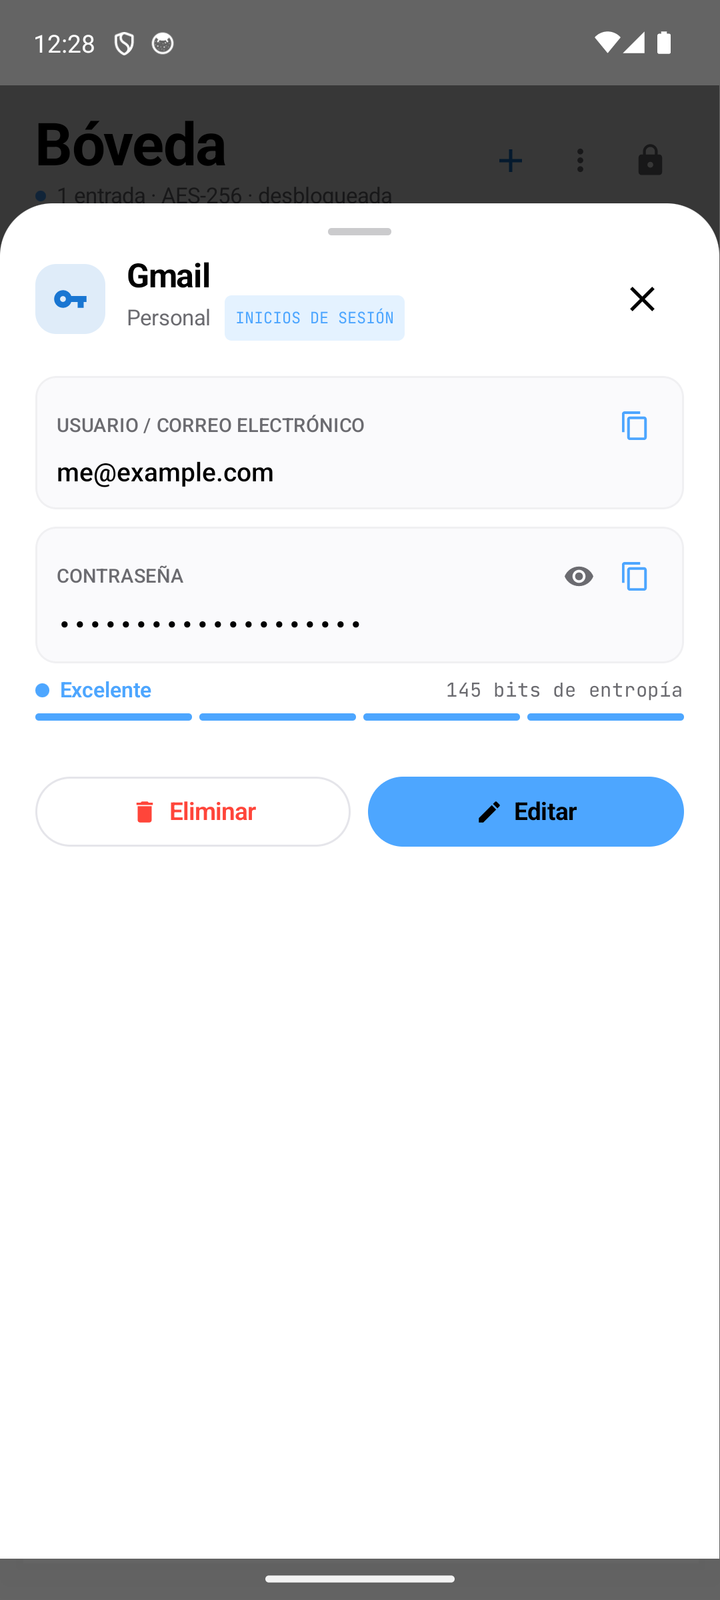 12:28
Bóveda
1 entrada · AES-256 · desbloqueada
Gmail
Personal
INICIOS DE SESIÓN
USUARIO / CORREO ELECTRÓNICO
me@example.com
CONTRASEÑA
••••••••••••••••••••
Excelente
145 bits de entropía
Eliminar
Editar